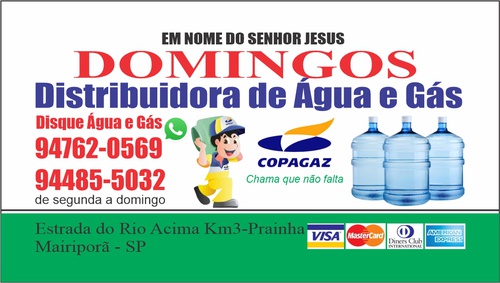 EM NOME DO SENHOR JESUS
DOMINGOS
Distribuidora de Água e Gás
Disque Água e Gás
94762-0569
94485-5032
de segunda a domingo
COPAGAZ
Chama que não falta
Estrada do Rio Acima Km3-Prainha
Mairiporã - SP
VISA
MasterCard
Diners Club
INTERNATIONAL
AMERICAN
EXPRESS